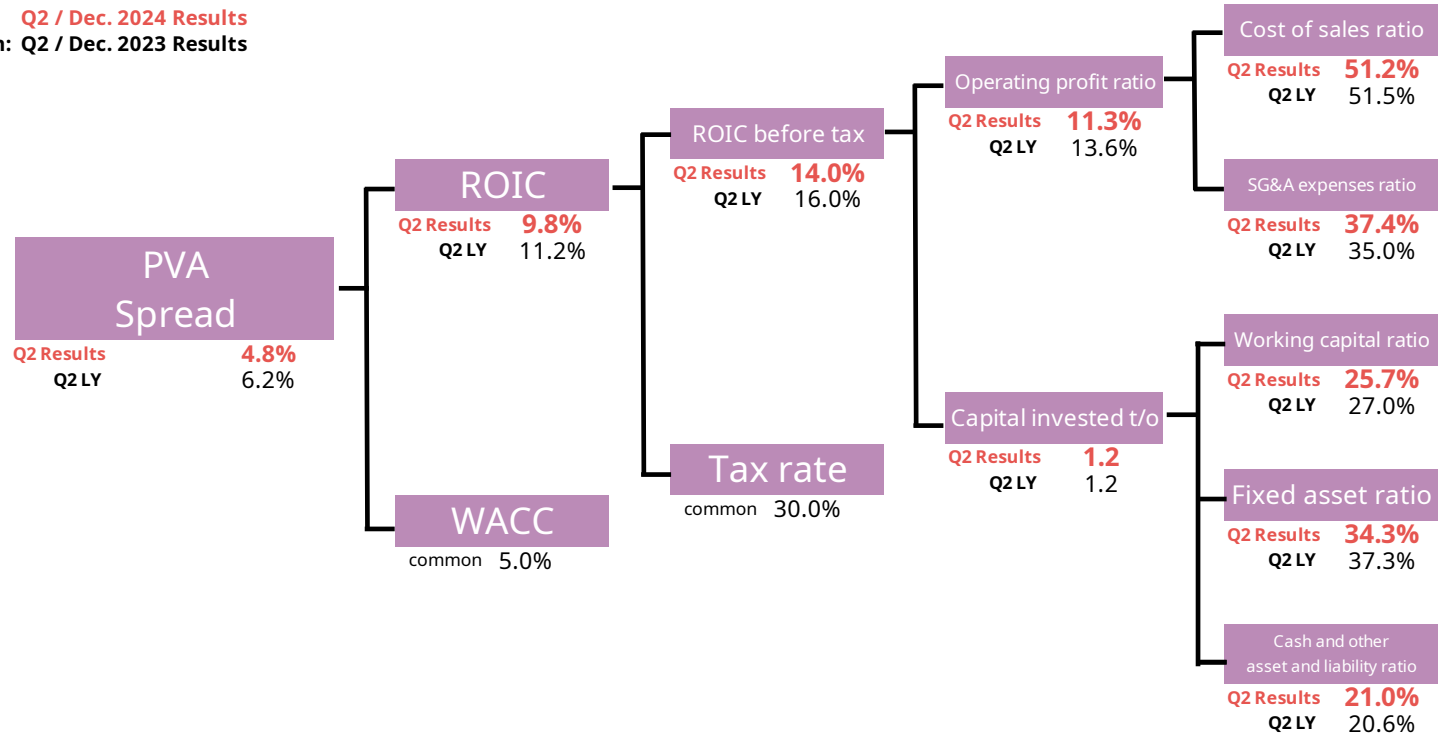 Q2 / Dec. 2024 Results
n: Q2 / Dec. 2023 Results
PVA
Spread
Q2 Results 4.8%
Q2 LY 6.2%
ROIC
Q2 Results 9.8%
Q2 LY 11.2%
WACC
common 5.0%
ROIC before tax
Q2 Results 14.0%
Q2 LY 16.0%
Tax rate
common 30.0%
Operating profit ratio
Q2 Results 11.3%
Q2 LY 13.6%
Capital invested t/o
Q2 Results 1.2
Q2 LY 1.2
Cost of sales ratio
Q2 Results 51.2%
Q2 LY 51.5%
SG&A expenses ratio
Q2 Results 37.4%
Q2 LY 35.0%
Working capital ratio
Q2 Results 25.7%
Q2 LY 27.0%
Fixed asset ratio
Q2 Results 34.3%
Q2 LY 37.3%
Cash and other
asset and liability ratio
Q2 Results 21.0%
Q2 LY 20.6%